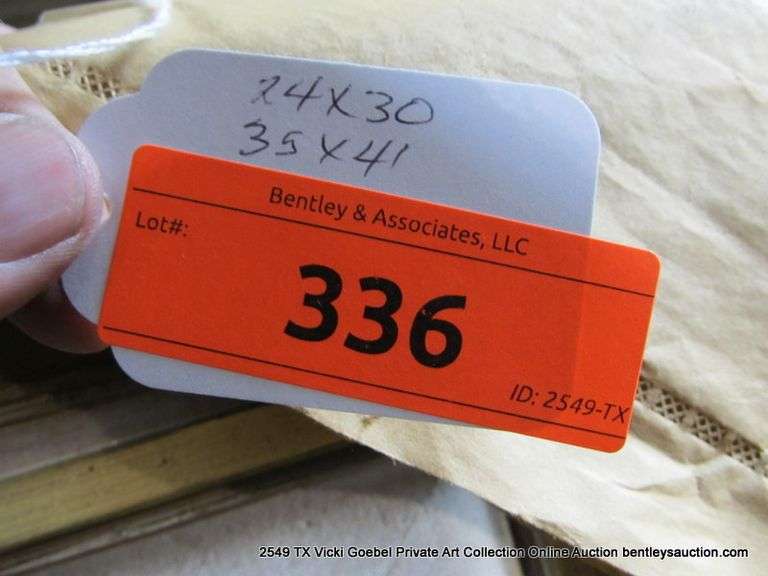 24X30
35X41
Bentley & Associates, LLC
Lot#:
336
ID: 2549-TX
2549 TX Vicki Goebel Private Art Collection Online Auction bentleysauction.com